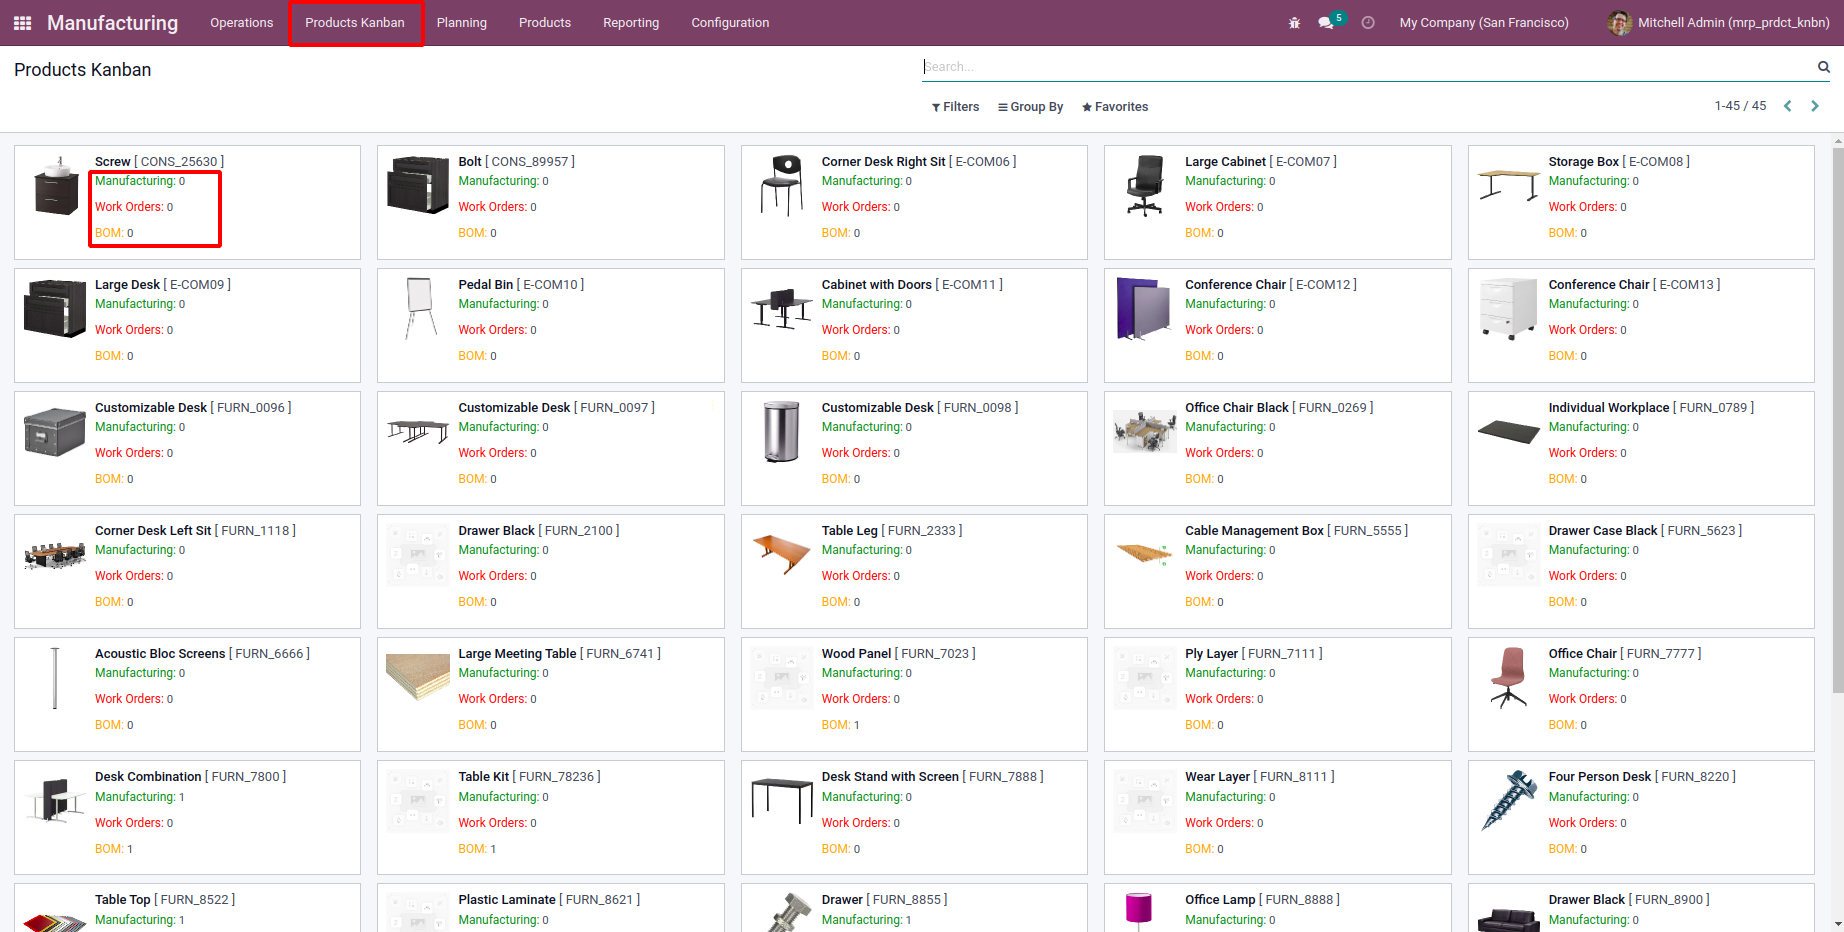 Manufacturing Operations Products Kanban Planning Products Reporting Configuration 5 My Company (San Francisco) Mitchell Admin (mrp_prdct_knbn)
Products Kanban
Search...
Filters Group By Favorites 1-45 / 45
Screw [ CONS_25630 ]
Manufacturing: 0
Work Orders: 0
BOM: 0
Bolt [ CONS_89957 ]
Manufacturing: 0
Work Orders: 0
BOM: 0
Corner Desk Right Sit [ E-COM06 ]
Manufacturing: 0
Work Orders: 0
BOM: 0
Large Cabinet [ E-COM07 ]
Manufacturing: 0
Work Orders: 0
BOM: 0
Storage Box [ E-COM08 ]
Manufacturing: 0
Work Orders: 0
BOM: 0
Large Desk [ E-COM09 ]
Manufacturing: 0
Work Orders: 0
BOM: 0
Pedal Bin [ E-COM10 ]
Manufacturing: 0
Work Orders: 0
BOM: 0
Cabinet with Doors [ E-COM11 ]
Manufacturing: 0
Work Orders: 0
BOM: 0
Conference Chair [ E-COM12 ]
Manufacturing: 0
Work Orders: 0
BOM: 0
Conference Chair [ E-COM13 ]
Manufacturing: 0
Work Orders: 0
BOM: 0
Customizable Desk [ FURN_0096 ]
Manufacturing: 0
Work Orders: 0
BOM: 0
Customizable Desk [ FURN_0097 ]
Manufacturing: 0
Work Orders: 0
BOM: 0
Customizable Desk [ FURN_0098 ]
Manufacturing: 0
Work Orders: 0
BOM: 0
Office Chair Black [ FURN_0269 ]
Manufacturing: 0
Work Orders: 0
BOM: 0
Individual Workplace [ FURN_0789 ]
Manufacturing: 0
Work Orders: 0
BOM: 0
Corner Desk Left Sit [ FURN_1118 ]
Manufacturing: 0
Work Orders: 0
BOM: 0
Drawer Black [ FURN_2100 ]
Manufacturing: 0
Work Orders: 0
BOM: 0
Table Leg [ FURN_2333 ]
Manufacturing: 0
Work Orders: 0
BOM: 0
Cable Management Box [ FURN_5555 ]
Manufacturing: 0
Work Orders: 0
BOM: 0
Drawer Case Black [ FURN_5623 ]
Manufacturing: 0
Work Orders: 0
BOM: 0
Acoustic Bloc Screens [ FURN_6666 ]
Manufacturing: 0
Work Orders: 0
BOM: 0
Large Meeting Table [ FURN_6741 ]
Manufacturing: 0
Work Orders: 0
BOM: 0
Wood Panel [ FURN_7023 ]
Manufacturing: 0
Work Orders: 0
BOM: 1
Ply Layer [ FURN_7111 ]
Manufacturing: 0
Work Orders: 0
BOM: 0
Office Chair [ FURN_7777 ]
Manufacturing: 0
Work Orders: 0
BOM: 0
Desk Combination [ FURN_7800 ]
Manufacturing: 1
Work Orders: 0
BOM: 1
Table Kit [ FURN_78236 ]
Manufacturing: 0
Work Orders: 0
BOM: 1
Desk Stand with Screen [ FURN_7888 ]
Manufacturing: 0
Work Orders: 0
BOM: 0
Wear Layer [ FURN_8111 ]
Manufacturing: 0
Work Orders: 0
BOM: 0
Four Person Desk [ FURN_8220 ]
Manufacturing: 0
Work Orders: 0
BOM: 0
Table Top [ FURN_8522 ]
Manufacturing: 1
Plastic Laminate [ FURN_8621 ]
Manufacturing: 0
Drawer [ FURN_8855 ]
Manufacturing: 1
Office Lamp [ FURN_8888 ]
Manufacturing: 0
Drawer Black [ FURN_8900 ]
Manufacturing: 0